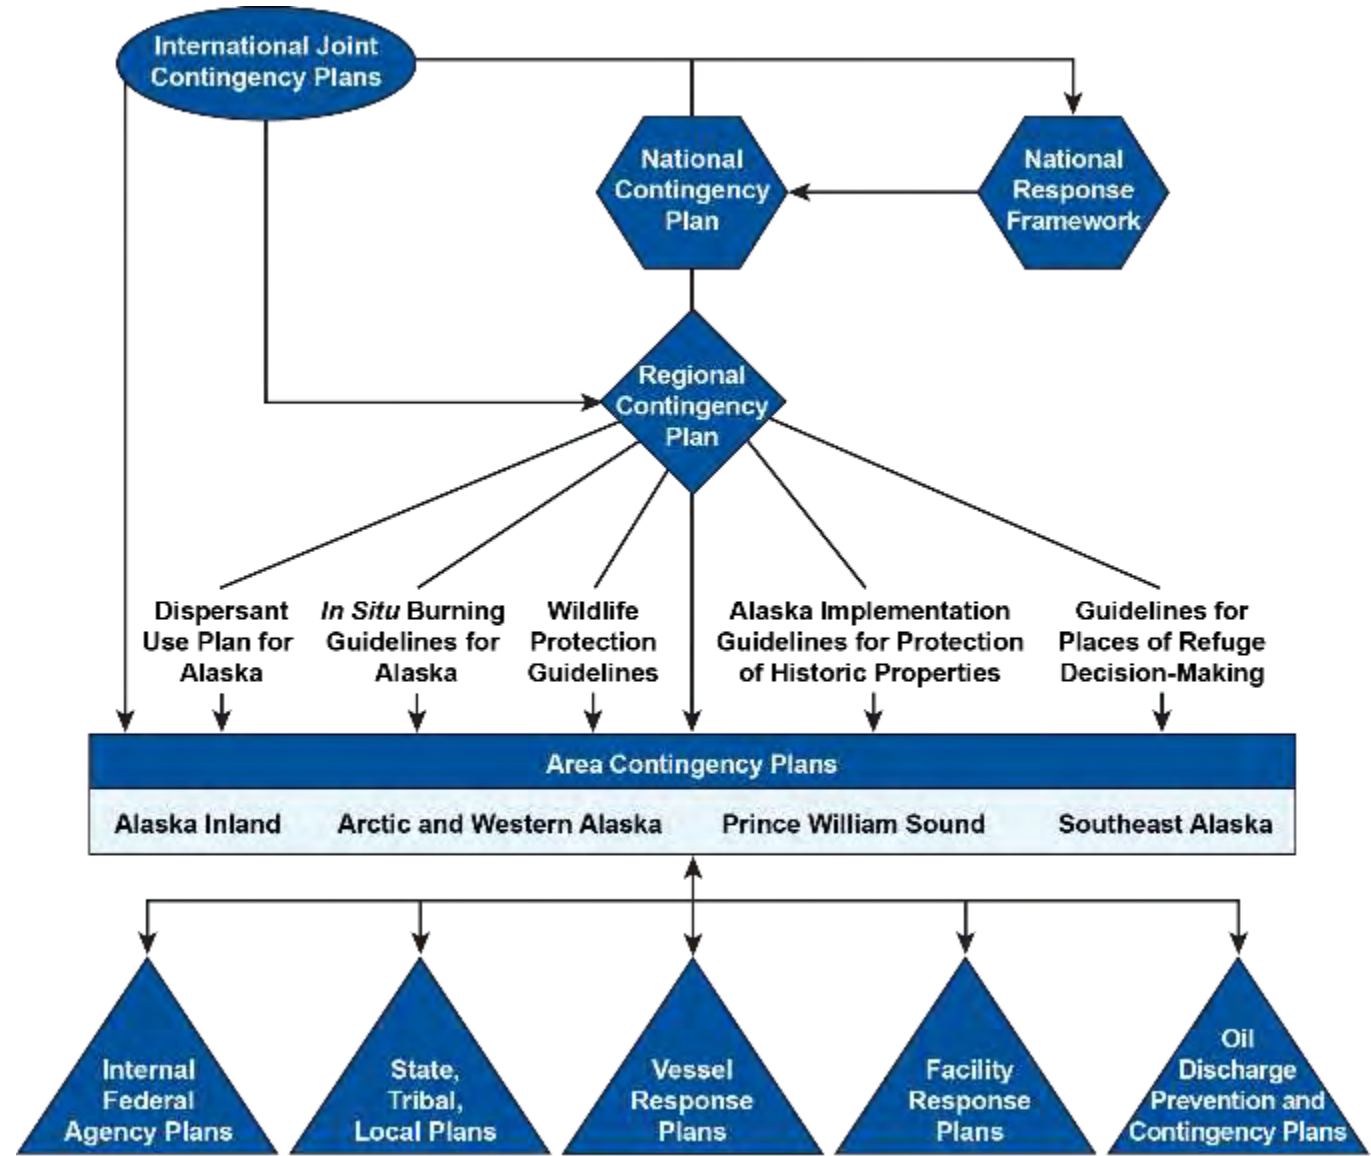 International Joint
Contingency Plans
National
Contingency
Plan
National
Response
Framework
Regional
Contingency
Plan
Dispersant
Use Plan for
Alaska
In Situ Burning
Guidelines for
Alaska
Wildlife
Protection
Guidelines
Alaska Implementation
Guidelines for Protection
of Historic Properties
Guidelines for
Places of Refuge
Decision-Making
Area Contingency Plans
Alaska Inland
Arctic and Western Alaska
Prince William Sound
Southeast Alaska
Internal
Federal
Agency Plans
State,
Tribal,
Local Plans
Vessel
Response
Plans
Facility
Response
Plans
Oil
Discharge
Prevention and
Contingency Plans